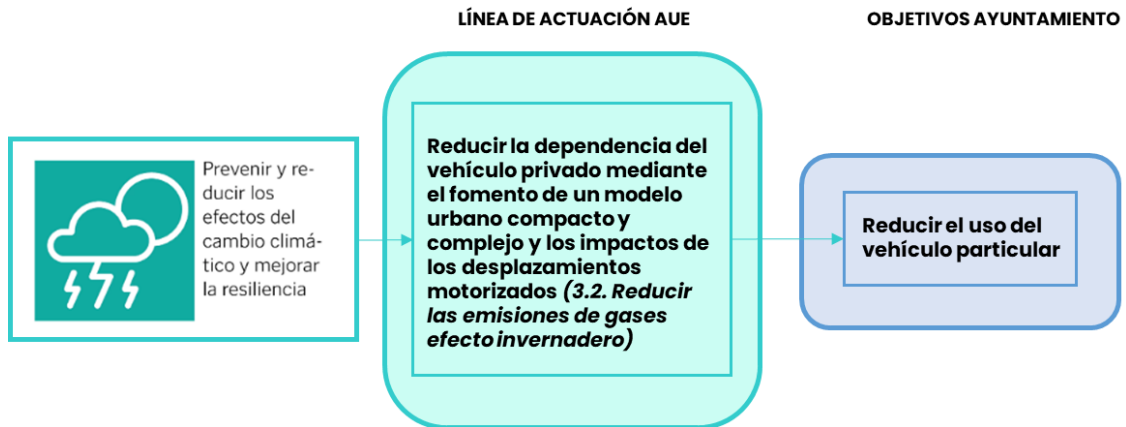 LÍNEA DE ACTUACIÓN AUE
OBJETIVOS AYUNTAMIENTO
Prevenir y re-
ducir los
efectos del
cambio climá-
tico y mejorar
la resiliencia
Reducir la dependencia del
vehículo privado mediante
el fomento de un modelo
urbano compacto y
complejo y los impactos de
los desplazamientos
motorizados (3.2. Reducir
las emisiones de gases
efecto invernadero)
Reducir el uso del
vehículo particular